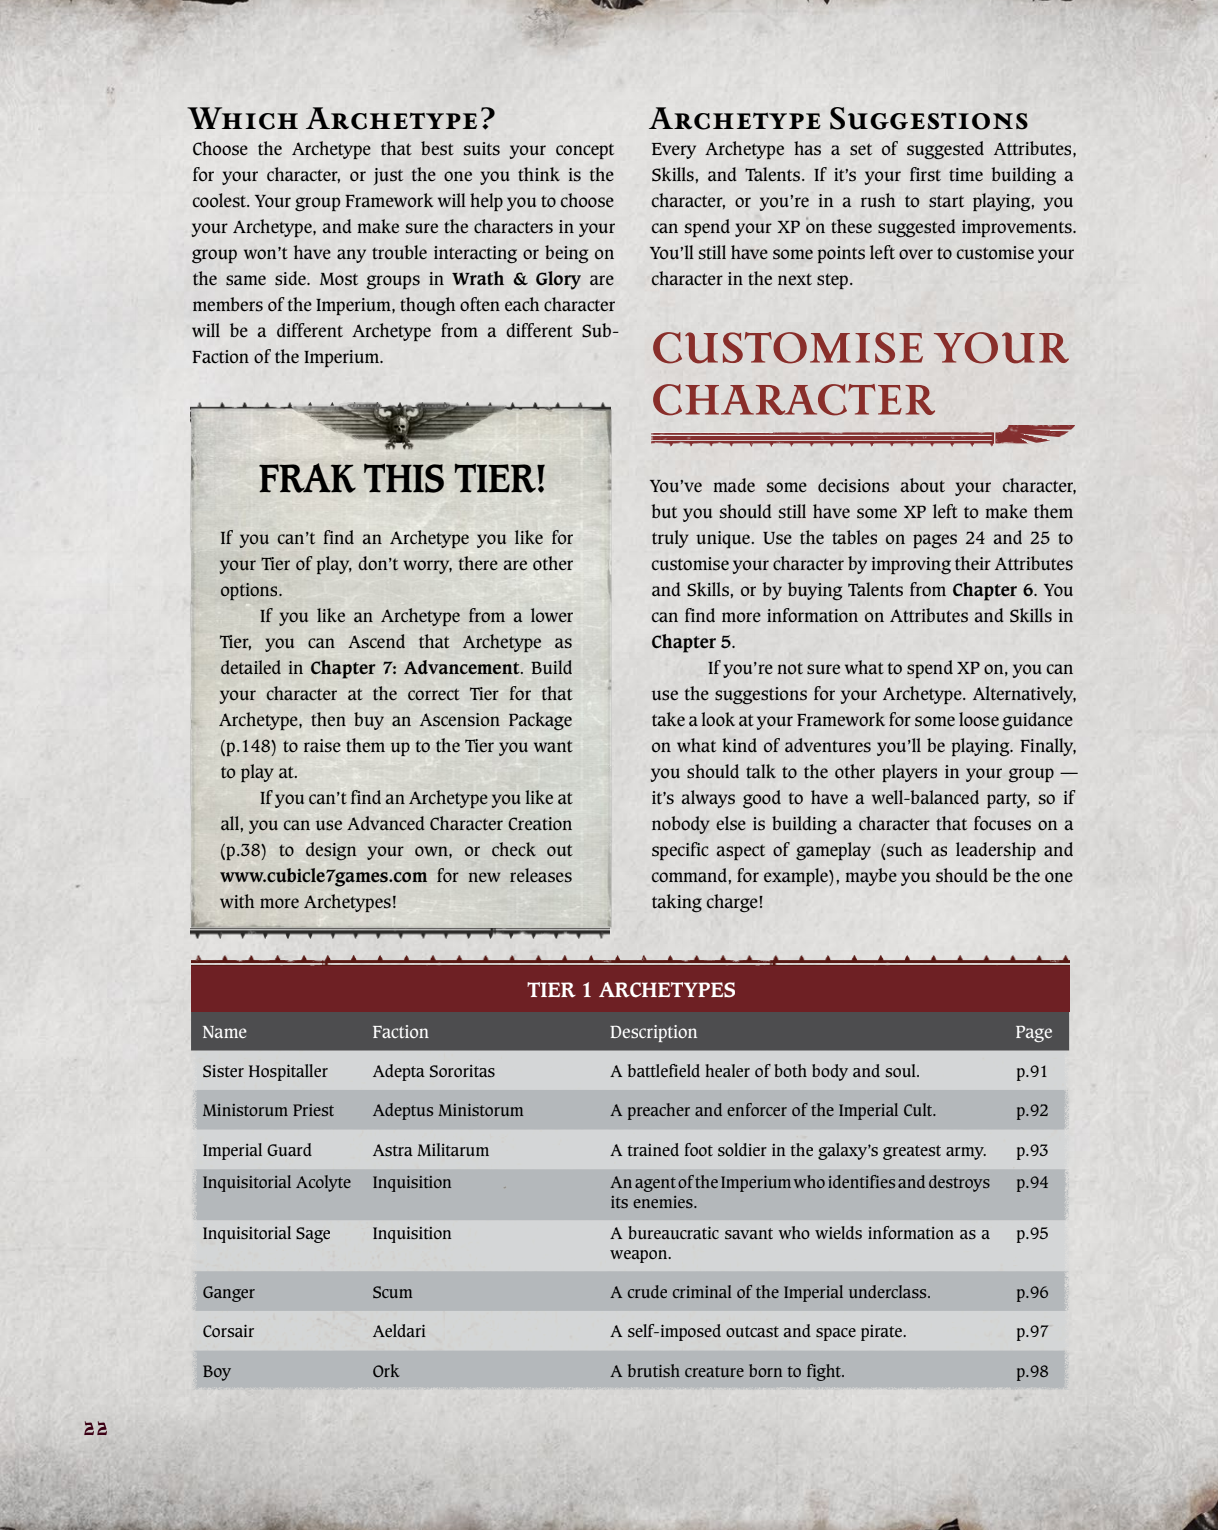 Which Archetype?
Choose the Archetype that best suits your concept
for your character, or just the one you think is the
coolest. Your group Framework will help you to choose
your Archetype, and make sure the characters in your
group won't have any trouble interacting or being on
the same side. Most groups in Wrath & Glory are
members of the Imperium, though often each character
will be a different Archetype from a different Sub-
Faction of the Imperium.
FRAK THIS TIER!
If you can't find an Archetype you like for
your Tier of play, don't worry, there are other
options.
If you like an Archetype from a lower
Tier, you can Ascend that Archetype as
detailed in Chapter 7: Advancement. Build
your character at the correct Tier for that
Archetype, then buy an Ascension Package
(p.148) to raise them up to the Tier you want
to play at.
If you can't find an Archetype you like at
all, you can use Advanced Character Creation
(p.38) to design your own, or check out
www.cubicle7games.com for new releases
with more Archetypes!
Archetype Suggestions
Every Archetype has a set of suggested Attributes,
Skills, and Talents. If it's your first time building a
character, or you're in a rush to start playing, you
can spend your XP on these suggested improvements.
You'll still have some points left over to customise your
character in the next step.
CUSTOMISE YOUR
CHARACTER
You've made some decisions about your character,
but you should still have some XP left to make them
truly unique. Use the tables on pages 24 and 25 to
customise your character by improving their Attributes
and Skills, or by buying Talents from Chapter 6. You
can find more information on Attributes and Skills in
Chapter 5.
If you're not sure what to spend XP on, you can
use the suggestions for your Archetype. Alternatively,
take a look at your Framework for some loose guidance
on what kind of adventures you'll be playing. Finally,
you should talk to the other players in your group —
it's always good to have a well-balanced party, so if
nobody else is building a character that focuses on a
specific aspect of gameplay (such as leadership and
command, for example), maybe you should be the one
taking charge!
TIER 1 ARCHETYPES
Name Faction Description Page
Sister Hospitaller Adepta Sororitas A battlefield healer of both body and soul. p.91
Ministorum Priest Adeptus Ministorum A preacher and enforcer of the Imperial Cult. p.92
Imperial Guard Astra Militarum A trained foot soldier in the galaxy's greatest army. p.93
Inquisitorial Acolyte Inquisition An agent of the Imperium who identifies and destroys p.94
its enemies.
Inquisitorial Sage Inquisition A bureaucratic savant who wields information as a p.95
weapon.
Ganger Scum A crude criminal of the Imperial underclass. p.96
Corsair Aeldari A self-imposed outcast and space pirate. p.97
Boy Ork A brutish creature born to fight. p.98
22